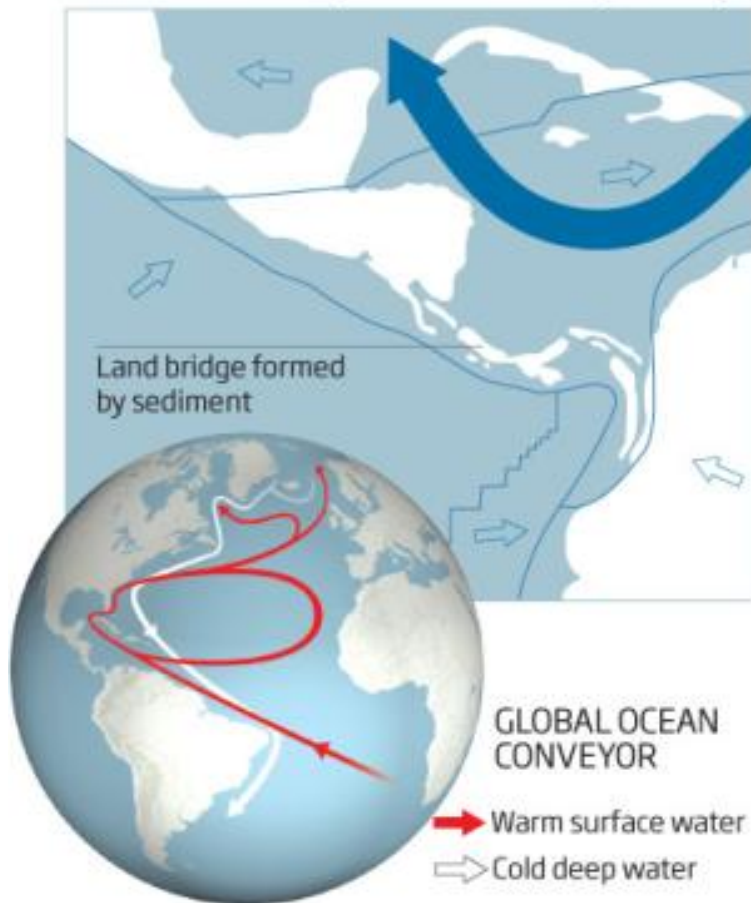 Land bridge formed
by sediment
GLOBAL OCEAN
CONVEYOR
Warm surface water
Cold deep water